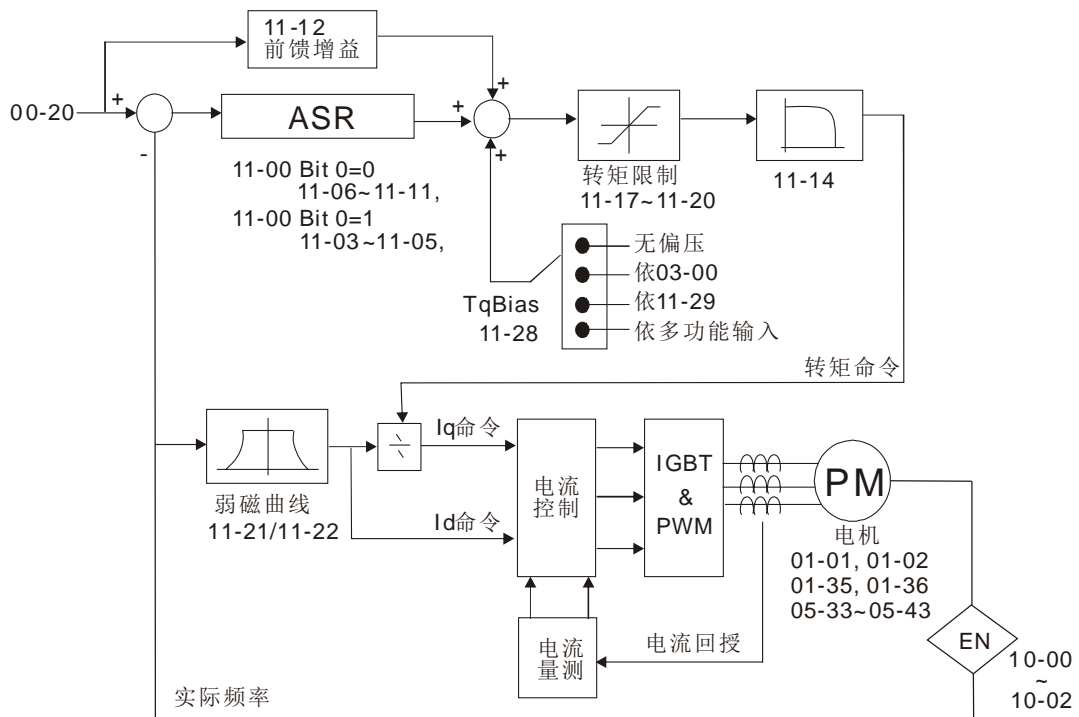 11-12
前馈增益
+
00-20
+
-
ASR
+
+
11-00 Bit 0=0
11-06~11-11,
11-00 Bit 0=1
11-03~11-05,
转矩限制
11-17~11-20
11-14
TqBias
11-28
无偏压
依03-00
依11-29
依多功能输入
转矩命令
弱磁曲线
11-21/11-22
÷
Iq命令
Id命令
电流
控制
IGBT
&
PWM
PM
电机
01-01, 01-02
01-35, 01-36
05-33~05-43
电流
量测
电流回授
EN
10-00
~
10-02
实际频率